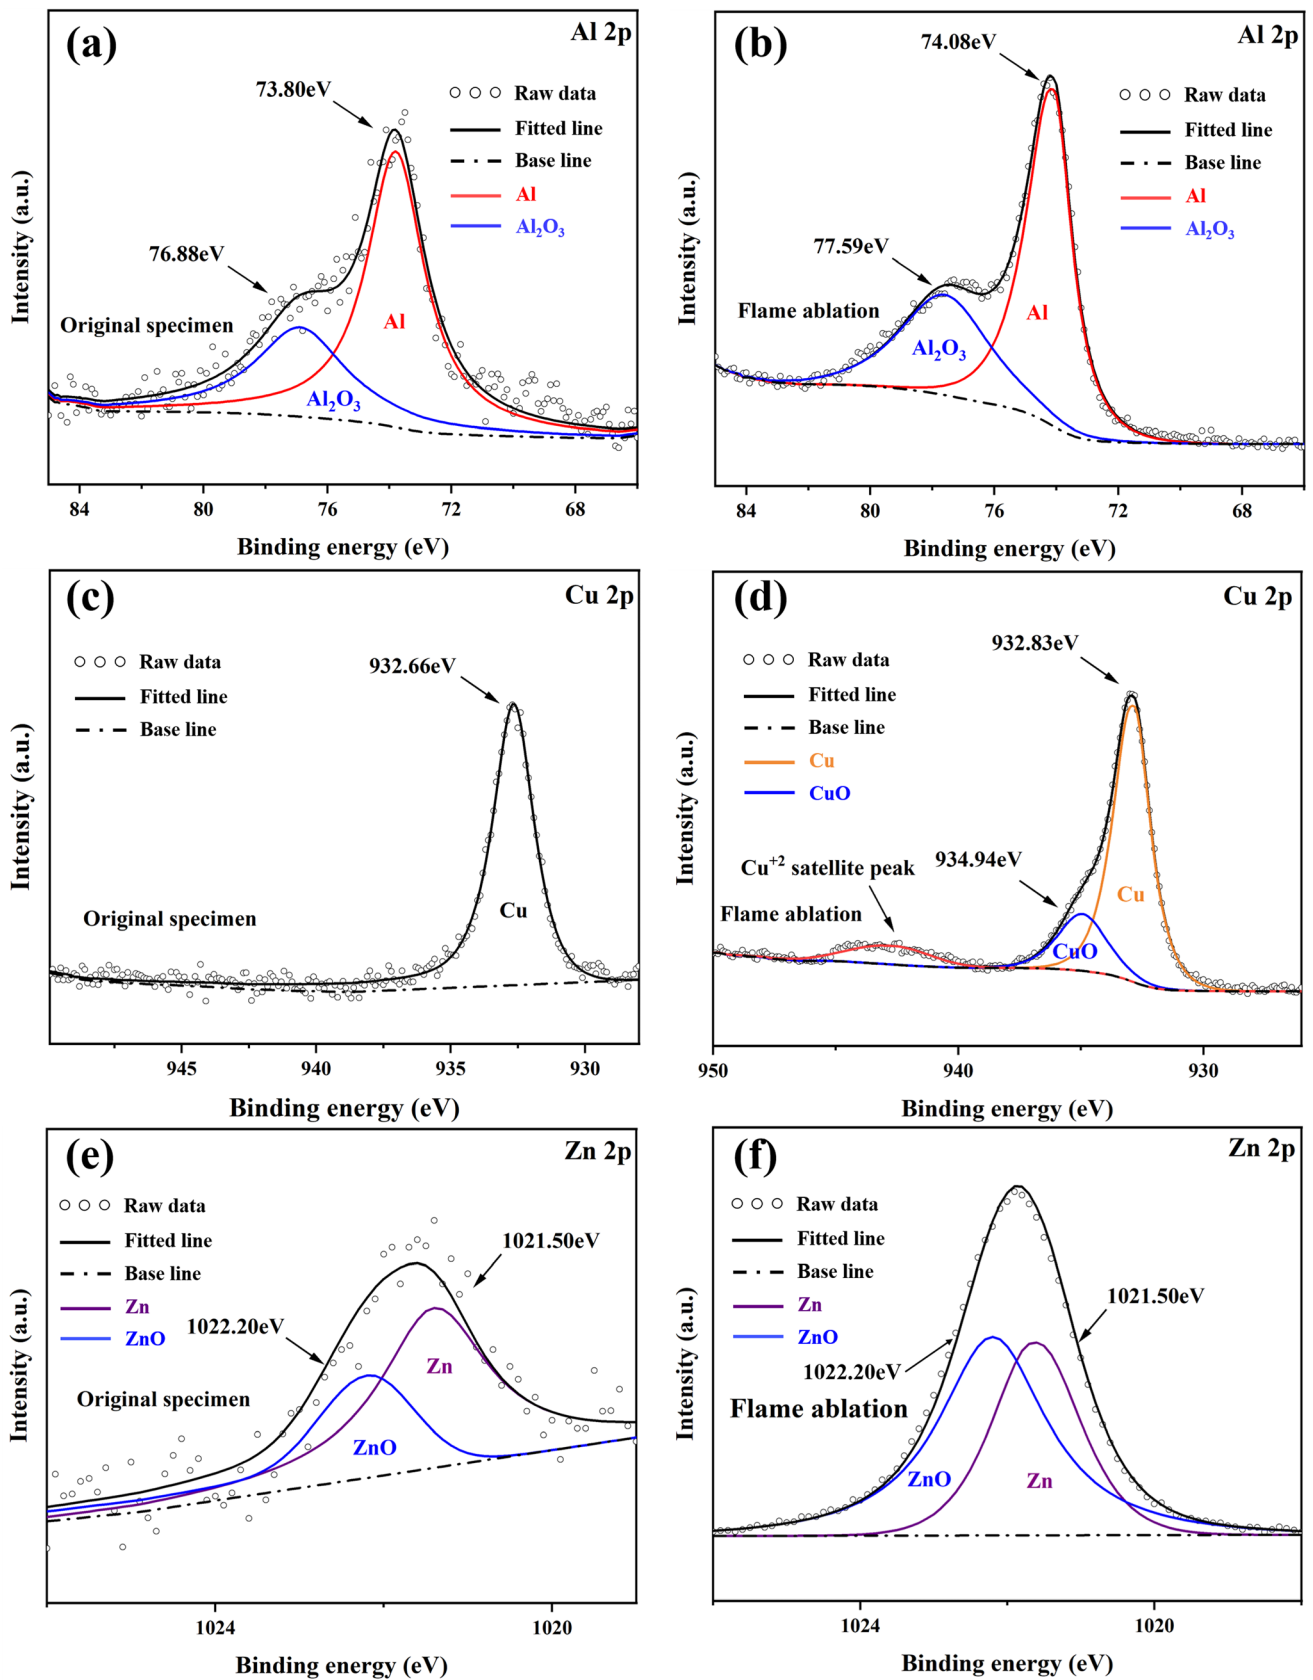 (a)
Al 2p
73.80eV
Raw data
Fitted line
Base line
Al
Al₂O₃
76.88eV
Original specimen
Al
Al₂O₃
Intensity (a.u.)
84 80 76 72 68
Binding energy (eV)
(b)
Al 2p
74.08eV
Raw data
Fitted line
Base line
Al
Al₂O₃
77.59eV
Flame ablation
Al
Al₂O₃
Intensity (a.u.)
84 80 76 72 68
Binding energy (eV)
(c)
Cu 2p
Raw data
Fitted line
Base line
932.66eV
Cu
Original specimen
Intensity (a.u.)
945 940 935 930
Binding energy (eV)
(d)
Cu 2p
932.83eV
Raw data
Fitted line
Base line
Cu
CuO
Cu⁺² satellite peak
934.94eV
Flame ablation
Cu
CuO
Intensity (a.u.)
950 940 930
Binding energy (eV)
(e)
Zn 2p
Raw data
Fitted line
Base line
Zn
ZnO
1021.50eV
1022.20eV
Zn
Original specimen
ZnO
Intensity (a.u.)
1024 1020
Binding energy (eV)
(f)
Zn 2p
Raw data
Fitted line
Base line
Zn
ZnO
1021.50eV
1022.20eV
Flame ablation
ZnO
Zn
Intensity (a.u.)
1024 1020
Binding energy (eV)